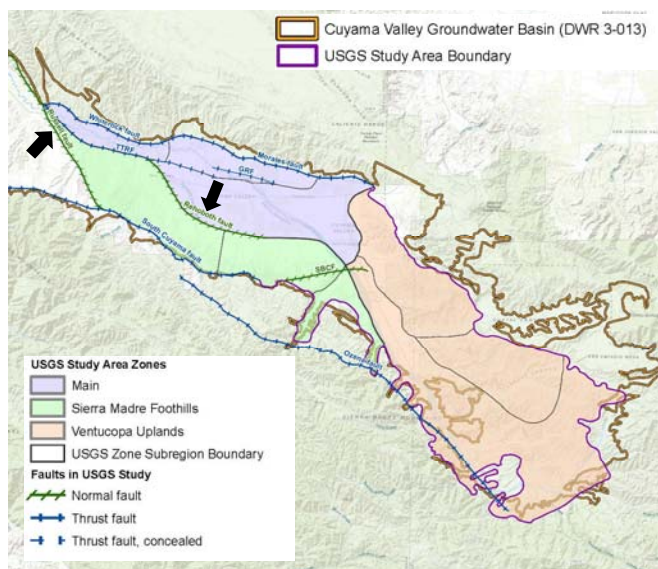 Cuyama Valley Groundwater Basin (DWR 3-013)
USGS Study Area Boundary
Whiterock fault
Russell fault
TTRF
Morales fault
GRF
Rehoboth fault
South Cuyama fault
SBCF
Ozena fault
USGS Study Area Zones
Main
Sierra Madre Foothills
Ventucopa Uplands
USGS Zone Subregion Boundary
Faults in USGS Study
Normal fault
Thrust fault
Thrust fault, concealed